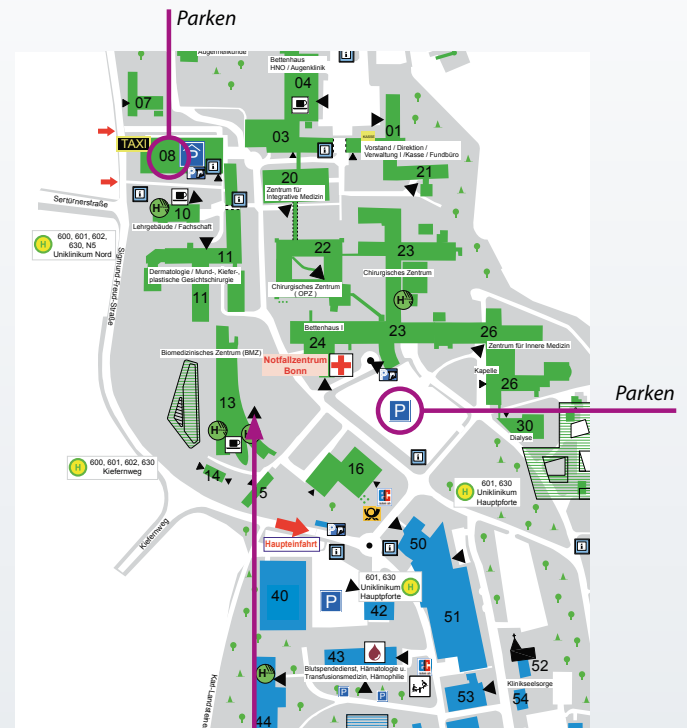 Parken
Augenheilkunde
Bettenhaus
HNO / Augenklinik
04
07
03
01
KASSE
TAXI
08
Vorstand / Direktion /
Verwaltung I /Kasse / Fundbüro
21
20
Zentrum für
Integrative Medizin
Sertürnerstraße
H
10
Lehrgebäude / Fachschaft
H
600, 601, 602,
630, N5
Uniklinikum Nord
Sigmund-Freud-Straße
22
23
11
Dermatologie / Mund-, Kiefer-,
plastische Gesichtschirurgie
11
Chirurgisches Zentrum
( OPZ )
Chirurgisches Zentrum
H
Bettenhaus I
24
23
26
Zentrum für Innere Medizin
Biomedizinisches Zentrum (BMZ)
Notfallzentrum
Bonn
Kapelle
26
Parken
P
13
30
Dialyse
H
H
16
H
600, 601, 602, 630
Kiefernweg
14
15
H
601, 630
Uniklinikum
Hauptpforte
Kiefernweg
Haupteinfahrt
50
601, 630
Uniklinikum
Hauptpforte
H
40
P
42
51
43
Blutspendedienst, Hämatologie u.
Transfusionsmedizin, Hämophilie
H
52
Klinikseelsorge
53
54
P
P
44